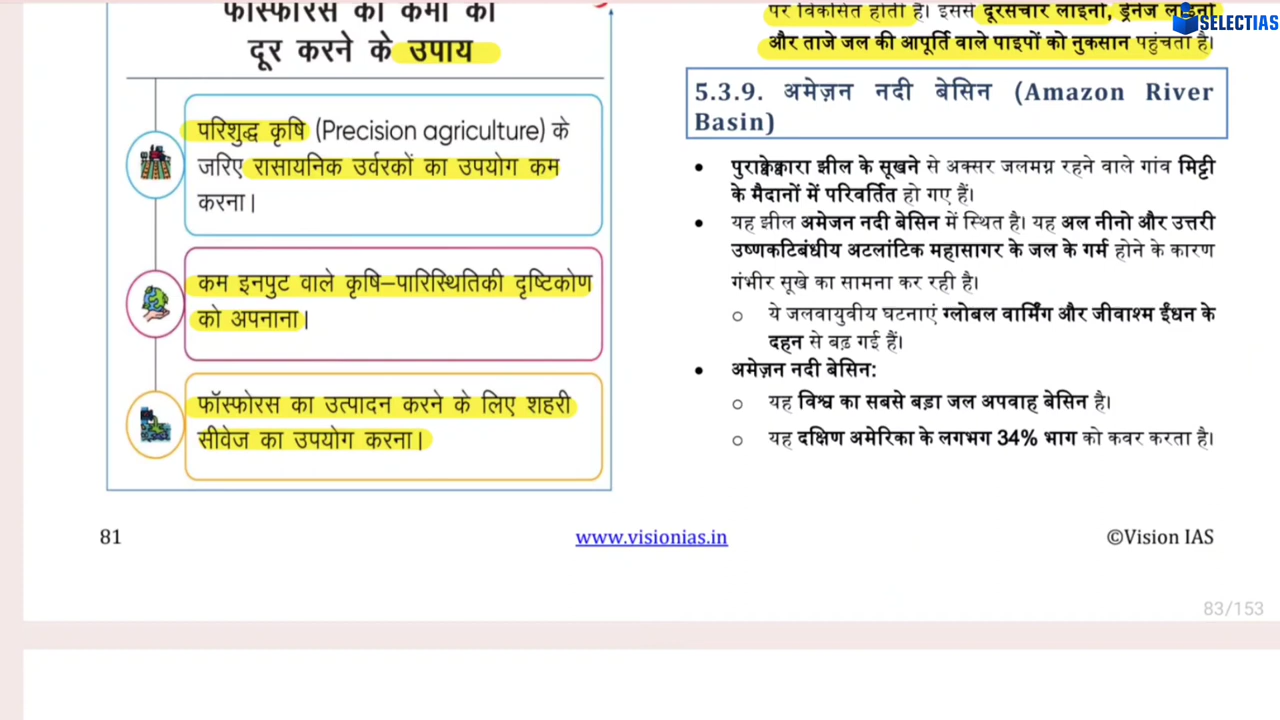 फॉस्फोरस की कमी को
दूर करने के उपाय
परिशुद्ध कृषि (Precision agriculture) के
जरिए रासायनिक उर्वरकों का उपयोग कम
करना।
कम इनपुट वाले कृषि-पारिस्थितिकी दृष्टिकोण
को अपनाना।
फॉस्फोरस का उत्पादन करने के लिए शहरी
सीवेज का उपयोग करना।
पर विकसित होती है। इससे दूरसंचार लाइनों, ड्रेनेज लाइनों
और ताजे जल की आपूर्ति वाले पाइपों को नुकसान पहुंचता है।
SELECTIAS
5.3.9. अमेज़न नदी बेसिन (Amazon River
Basin)
• पुराक्वेक्वारा झील के सूखने से अक्सर जलमग्न रहने वाले गांव मिट्टी
के मैदानों में परिवर्तित हो गए हैं।
• यह झील अमेजन नदी बेसिन में स्थित है। यह अल नीनो और उत्तरी
उष्णकटिबंधीय अटलांटिक महासागर के जल के गर्म होने के कारण
गंभीर सूखे का सामना कर रही है।
o ये जलवायुवीय घटनाएं ग्लोबल वार्मिंग और जीवाश्म ईंधन के
दहन से बढ़ गई हैं।
• अमेज़न नदी बेसिन:
o यह विश्व का सबसे बड़ा जल अपवाह बेसिन है।
o यह दक्षिण अमेरिका के लगभग 34% भाग को कवर करता है।
81
www.visionias.in
©Vision IAS
83/153